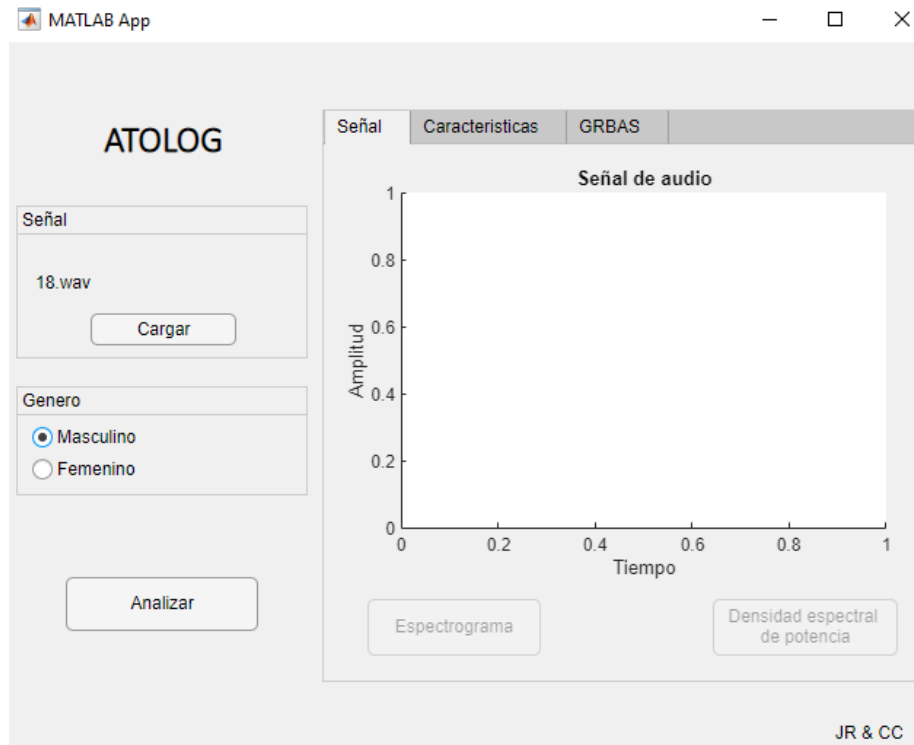 MATLAB App
ATOLOG
Señal
18.wav
Cargar
Genero
Masculino
Femenino
Analizar
Señal Caracteristicas GRBAS
Señal de audio
1
0.8
0.6
0.4
0.2
0
Amplitud
0 0.2 0.4 0.6 0.8 1
Tiempo
Espectrograma
Densidad espectral
de potencia
JR & CC